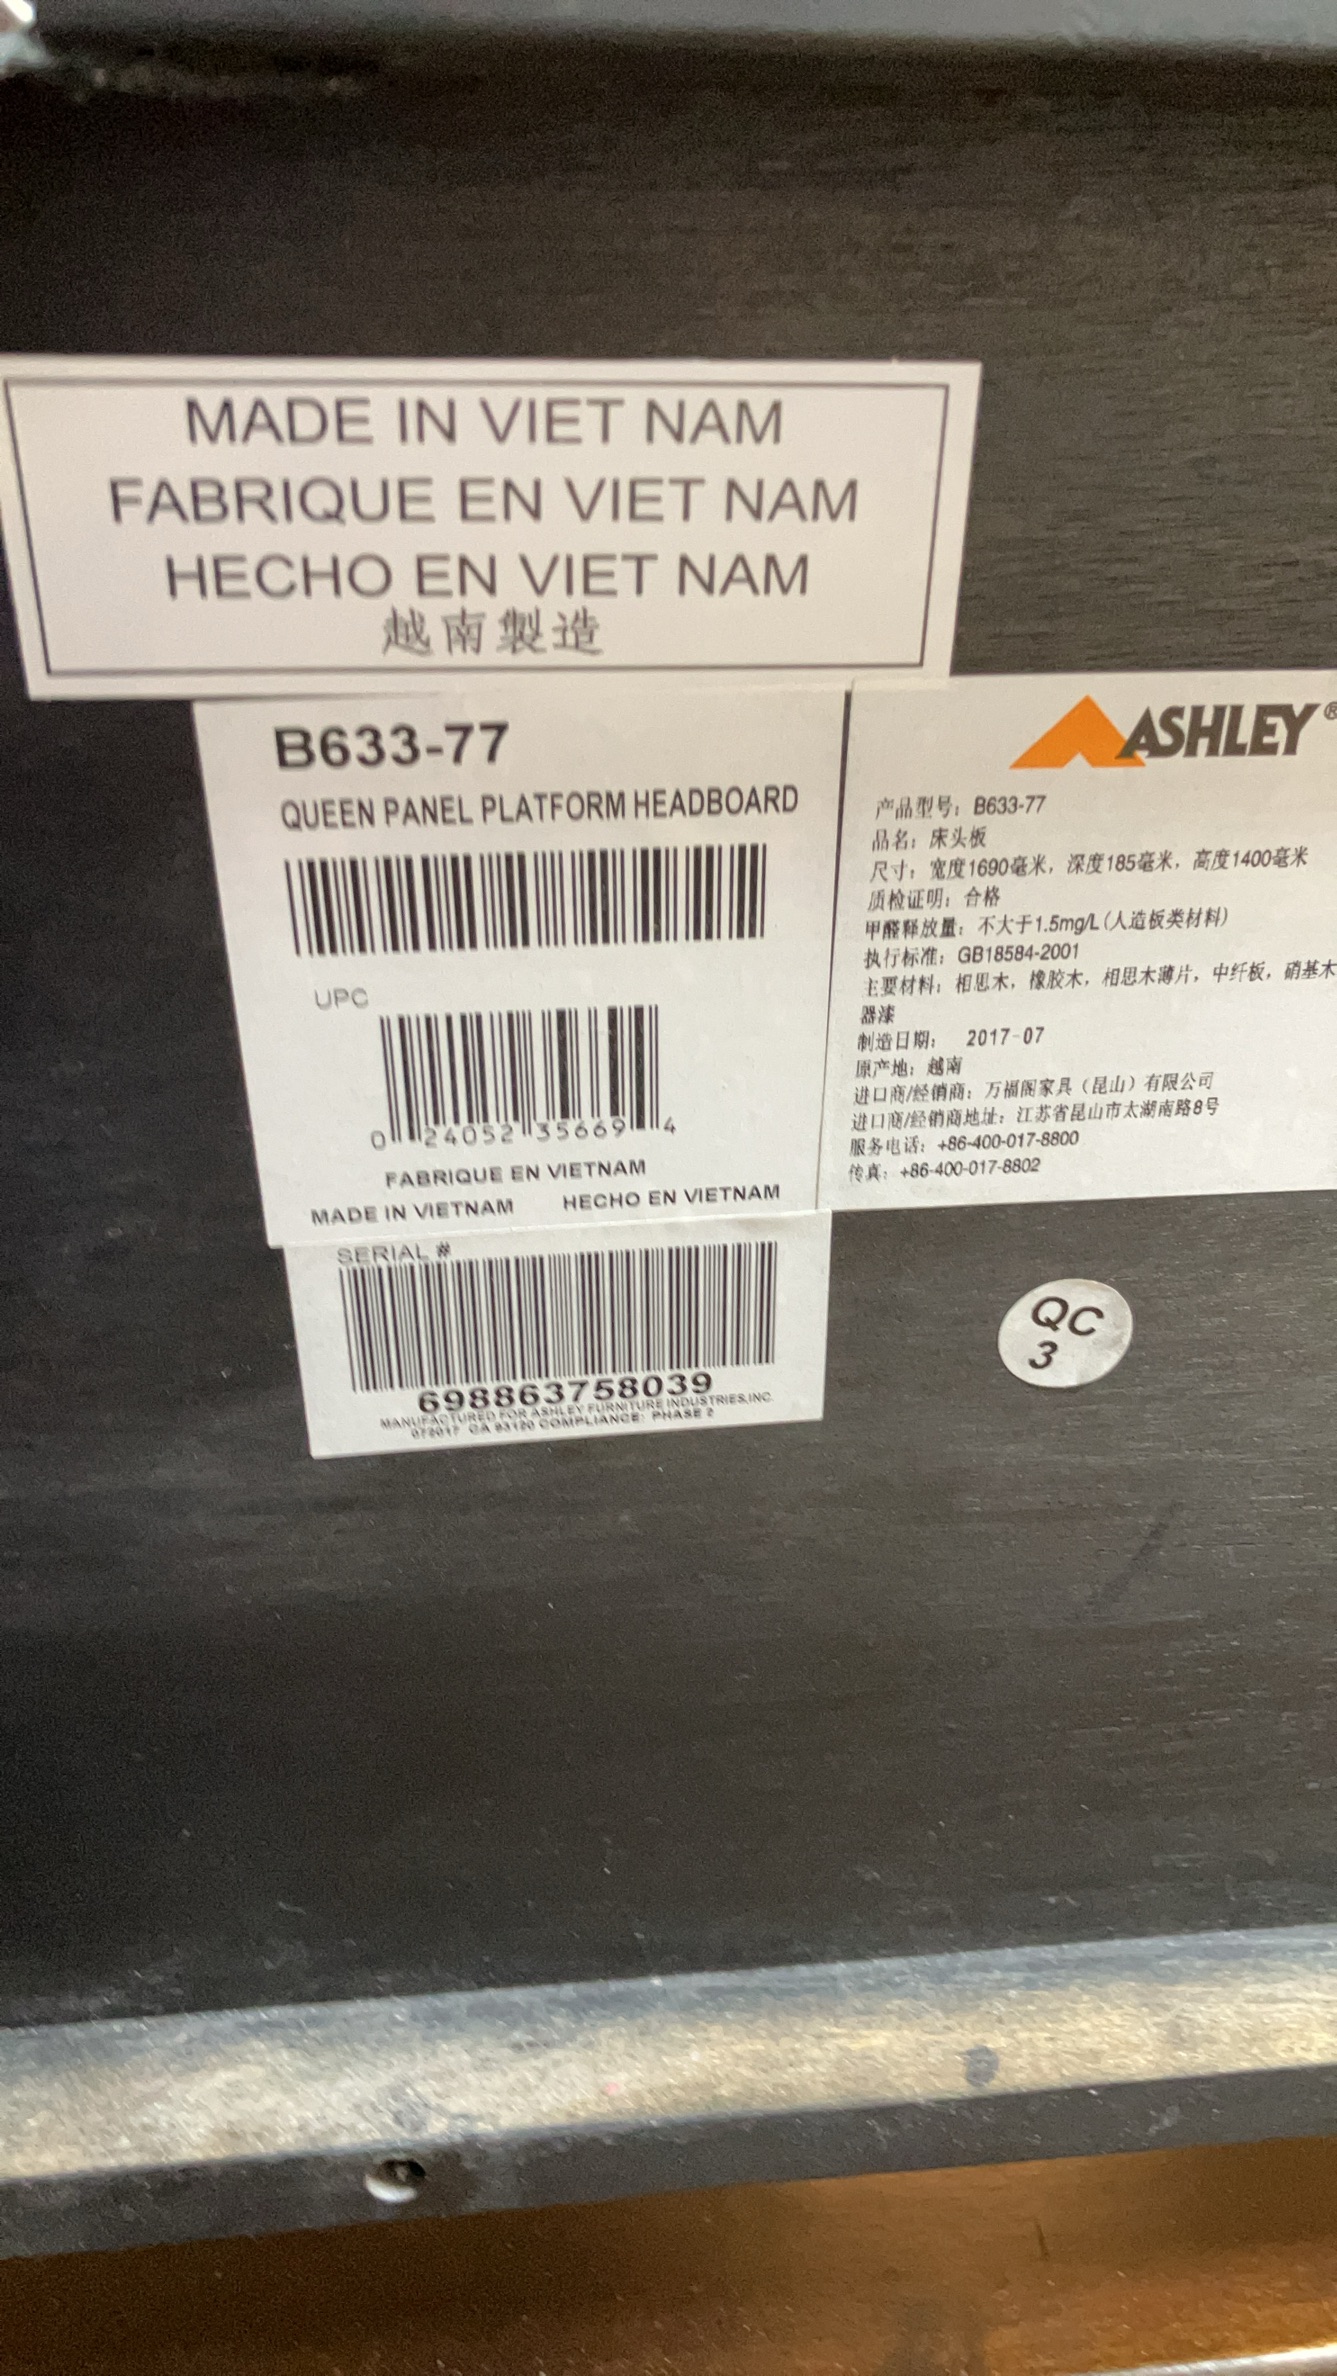 MADE IN VIET NAM
FABRIQUE EN VIET NAM
HECHO EN VIET NAM
越南製造
B633-77
QUEEN PANEL PLATFORM HEADBOARD
UPC
0 24052 35669 4
FABRIQUE EN VIETNAM
MADE IN VIETNAM HECHO EN VIETNAM
SERIAL #
698863758039
MANUFACTURED FOR ASHLEY FURNITURE INDUSTRIES,INC.
072017 CA 93120 COMPLIANCE: PHASE 2
ASHLEY®
产品型号：B633-77
品名：床头板
尺寸：宽度1690毫米，深度185毫米，高度1400毫米
质检证明：合格
甲醛释放量：不大于1.5mg/L(人造板类材料)
执行标准：GB18584-2001
主要材料：相思木，橡胶木，相思木薄片，中纤板，硝基木
器漆
制造日期： 2017-07
原产地：越南
进口商/经销商：万福阁家具（昆山）有限公司
进口商/经销商地址：江苏省昆山市太湖南路8号
服务电话：+86-400-017-8800
传真：+86-400-017-8802
QC
3